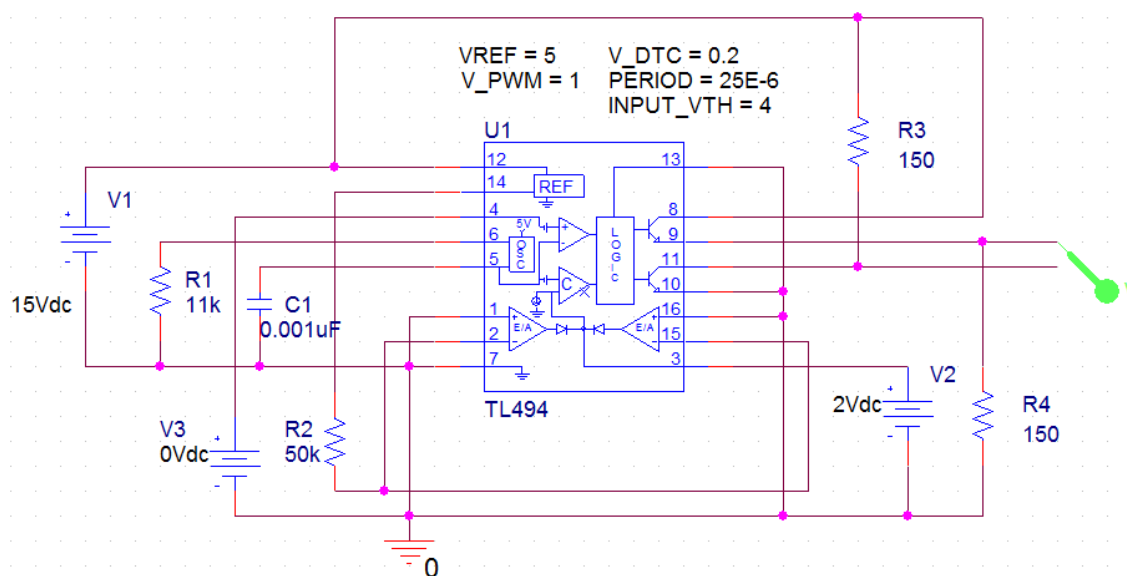 VREF = 5
V_DTC = 0.2
V_PWM = 1
PERIOD = 25E-6
INPUT_VTH = 4
U1
R3
150
12
13
14
REF
V1
4
5V
8
6
OSC
LOGIC
9
5
11
R1
11k
C1
0.001uF
C
10
15Vdc
1
E/A
E/A
16
2
15
7
3
TL494
V2
2Vdc
R4
150
V3
0Vdc
R2
50k
0